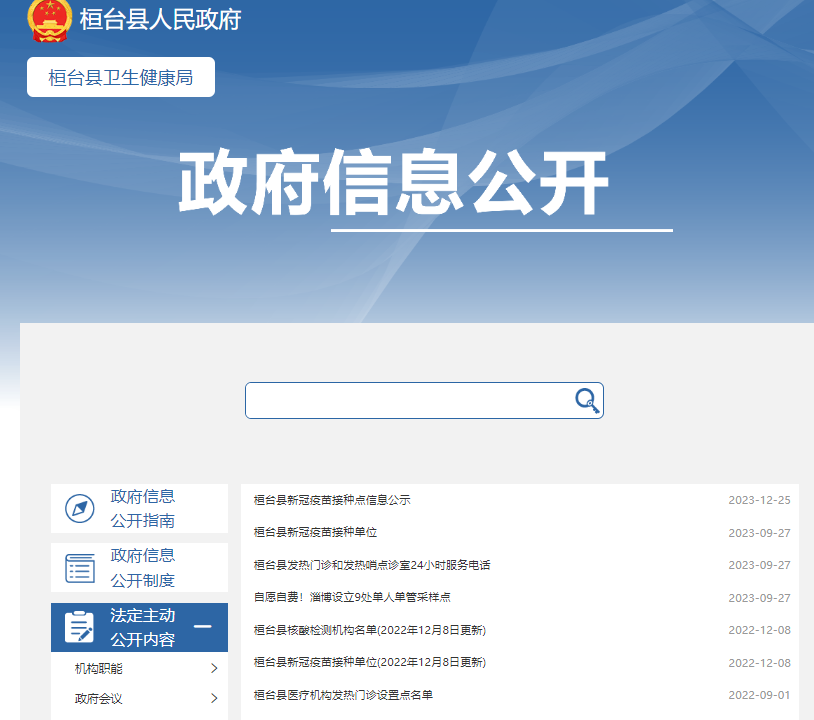 桓台县人民政府
桓台县卫生健康局
政府信息公开
政府信息
公开指南
政府信息
公开制度
法定主动
公开内容
机构职能
政府会议
桓台县新冠疫苗接种点信息公示 2023-12-25
桓台县新冠疫苗接种单位 2023-09-27
桓台县发热门诊和发热哨点诊室24小时服务电话 2023-09-27
自愿自费！淄博设立9处单人单管采样点 2023-09-27
桓台县核酸检测机构名单(2022年12月8日更新) 2022-12-08
桓台县新冠疫苗接种单位(2022年12月8日更新) 2022-12-08
桓台县医疗机构发热门诊设置点名单 2022-09-01